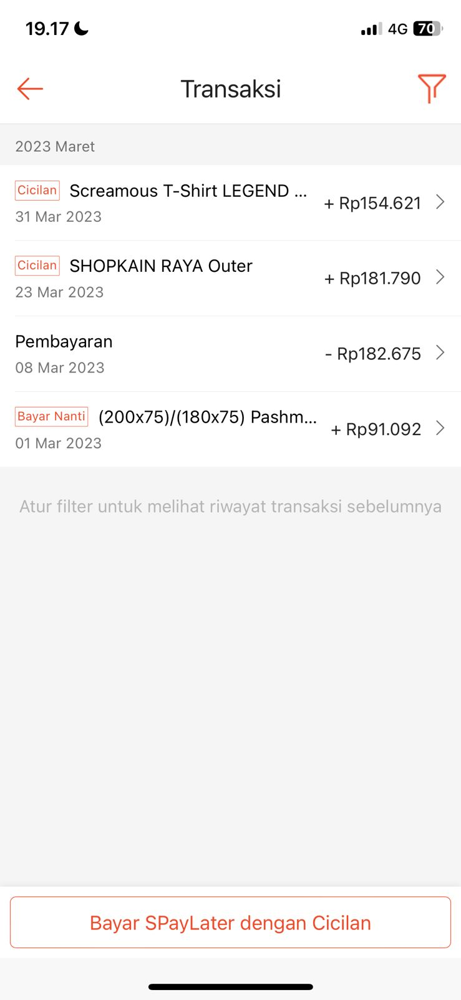 19.17
4G 70
Transaksi
2023 Maret
Cicilan Screamous T-Shirt LEGEND ...
+ Rp154.621
31 Mar 2023
Cicilan SHOPKAIN RAYA Outer
+ Rp181.790
23 Mar 2023
Pembayaran
- Rp182.675
08 Mar 2023
Bayar Nanti (200x75)/(180x75) Pashm...
+ Rp91.092
01 Mar 2023
Atur filter untuk melihat riwayat transaksi sebelumnya
Bayar SPayLater dengan Cicilan